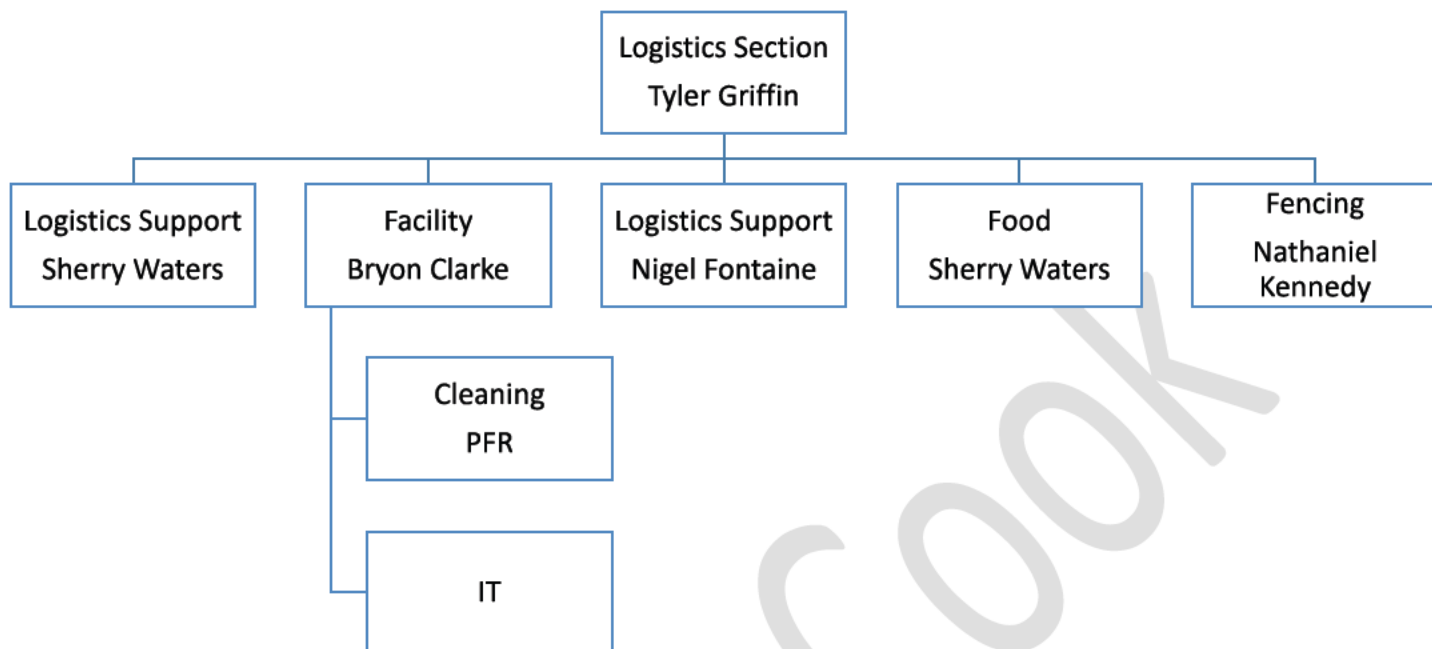 Logistics Section
Tyler Griffin
Logistics Support
Sherry Waters
Facility
Bryon Clarke
Logistics Support
Nigel Fontaine
Food
Sherry Waters
Fencing
Nathaniel
Kennedy
Cleaning
PFR
IT
Cook